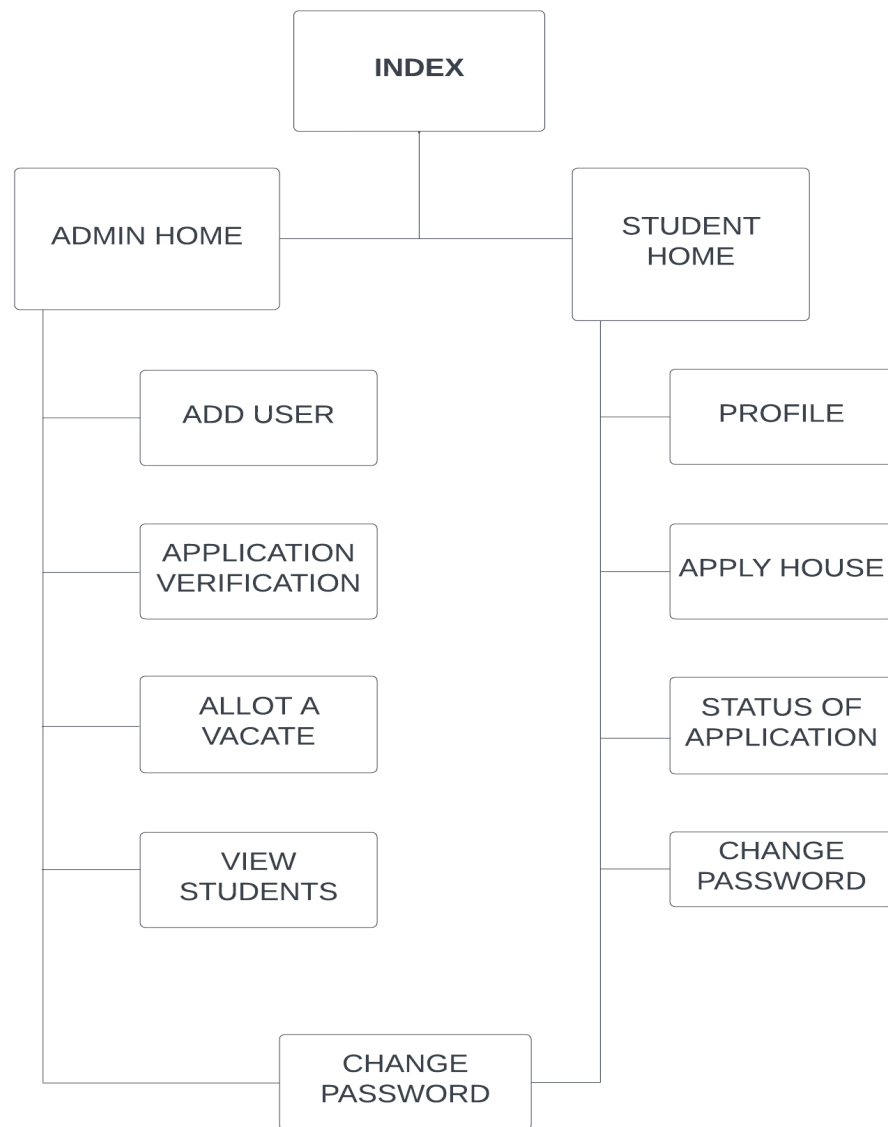 INDEX
ADMIN HOME
STUDENT
HOME
ADD USER
PROFILE
APPLICATION
VERIFICATION
APPLY HOUSE
ALLOT A
VACATE
STATUS OF
APPLICATION
VIEW
STUDENTS
CHANGE
PASSWORD
CHANGE
PASSWORD